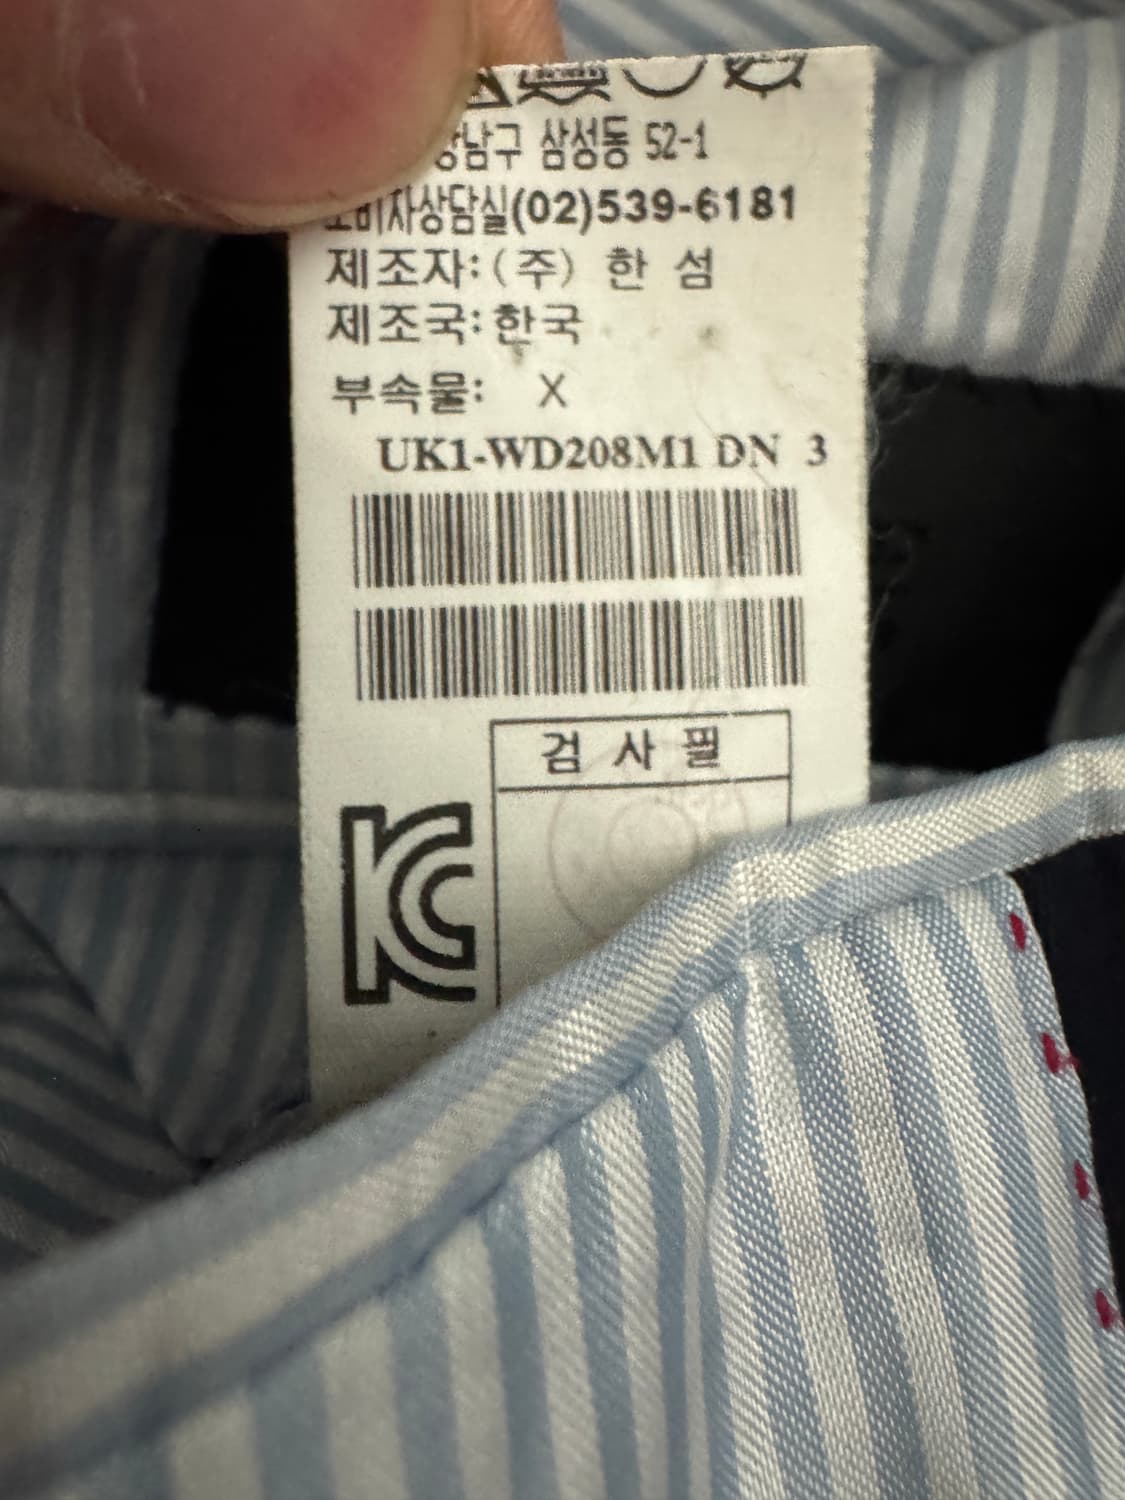 강남구 삼성동 52-1
소비자상담실(02)539-6181
제조자:(주) 한 섬
제조국:한국
부속물: X
UK1-WD208M1 DN 3
검 사 필
KC